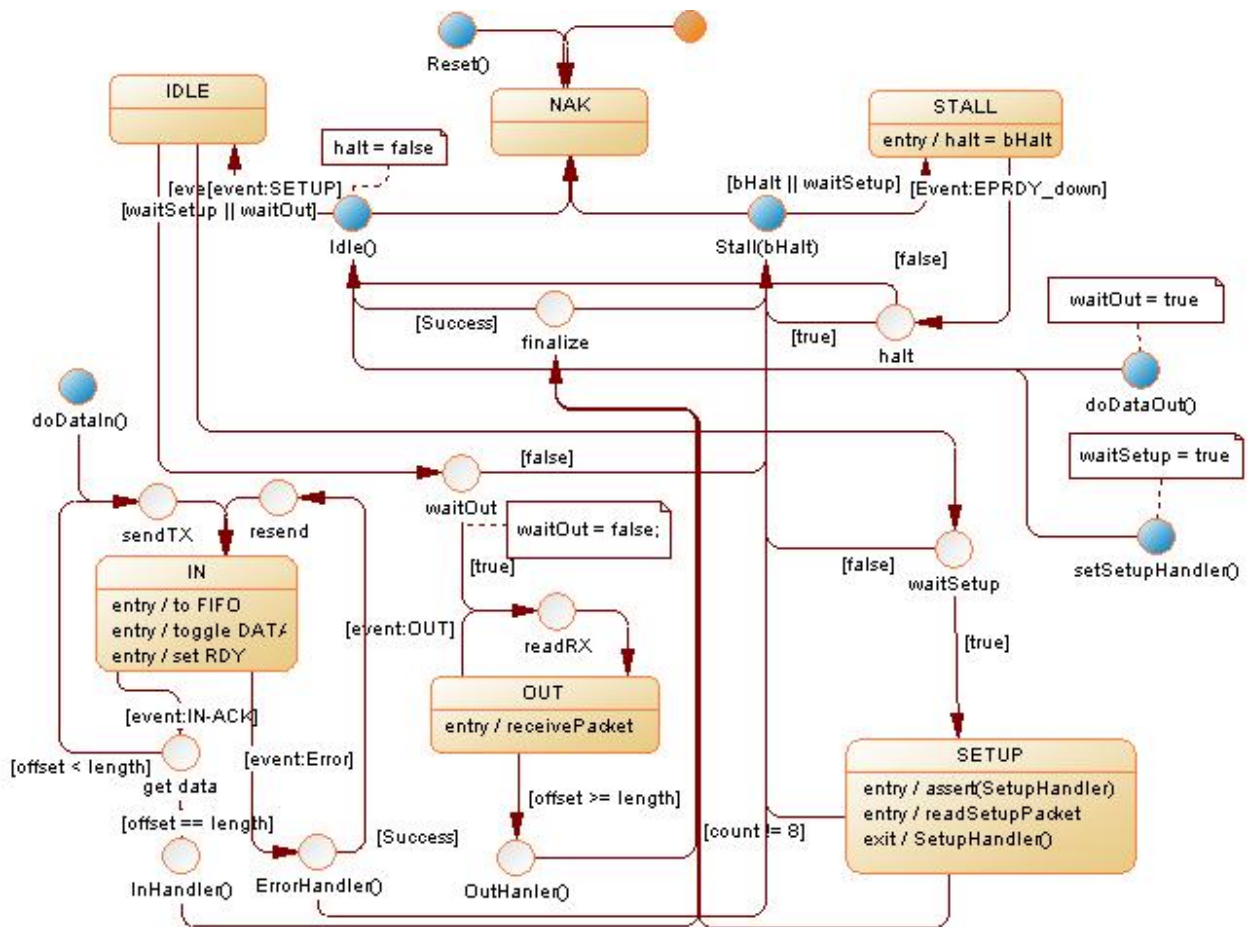 Reset()
IDLE
NAK
STALL
entry / halt = bHalt
halt = false
[eve[event:SETUP]
[waitSetup || waitOut]
[bHalt || waitSetup]
[Event:EPRDY_down]
Idle()
Stall(bHalt)
[false]
waitOut = true
[Success]
[true]
finalize
halt
doDataIn()
doDataOut()
waitSetup = true
[false]
waitOut
waitOut = false;
sendTX
resend
[true]
[false]
waitSetup
setSetupHandler()
IN
entry / to FIFO
entry / toggle DATA
entry / set RDY
[event:OUT]
readRX
[true]
OUT
entry / receivePacket
[event:IN-ACK]
[event:Error]
[offset < length]
get data
SETUP
entry / assert(SetupHandler)
entry / readSetupPacket
exit / SetupHandler()
[offset >= length]
[offset == length]
[Success]
[count != 8]
InHandler()
ErrorHandler()
OutHanler()